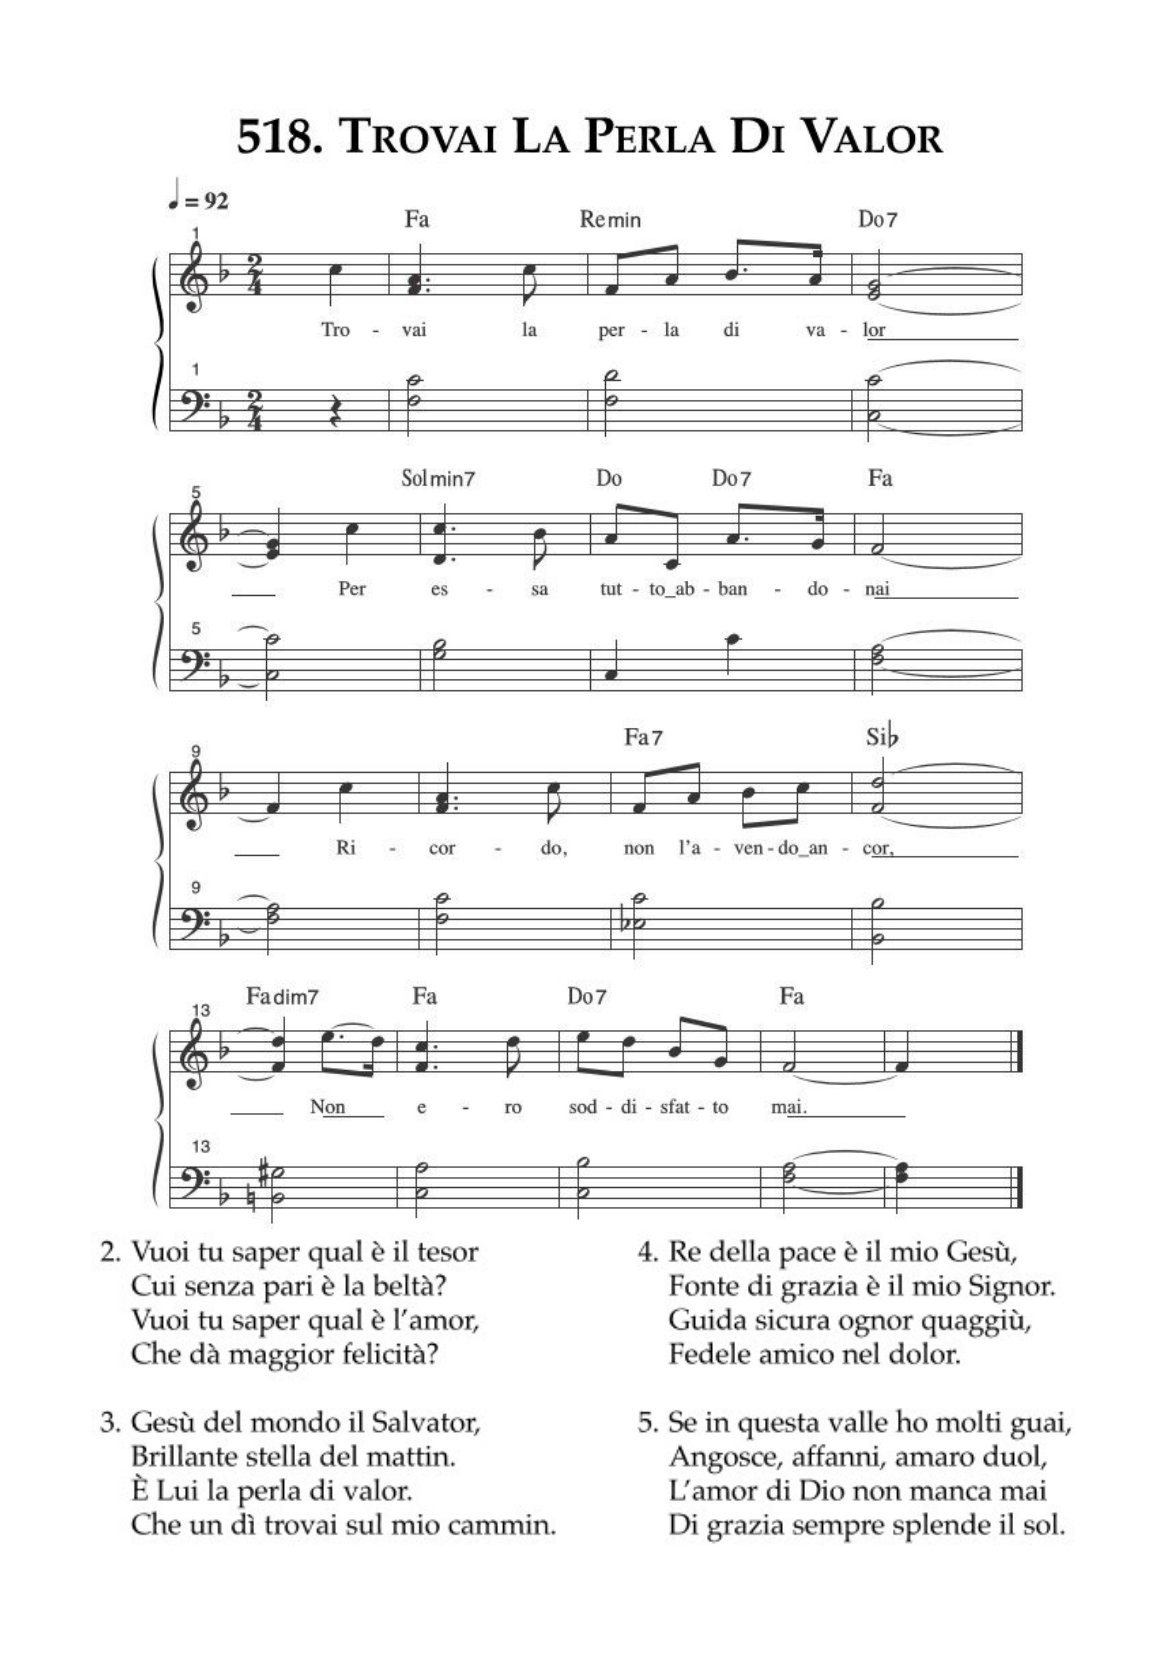 518. Trovai La Perla Di Valor
♩ = 92
Fa Remin Do7
1
2/4
Tro - vai la per - la di va - lor
1
2/4
Solmin7 Do Do7 Fa
5
Per es - sa tut - to_ab - ban - do - nai
5
Fa7 Si♭
9
Ri - cor - do, non l'a - ven - do_an - cor,
9
Fadim7 Fa Do7 Fa
13
Non e - ro sod - di - sfat - to mai.
13
2. Vuoi tu saper qual è il tesor
Cui senza pari è la beltà?
Vuoi tu saper qual è l'amor,
Che dà maggior felicità?
3. Gesù del mondo il Salvator,
Brillante stella del mattin.
È Lui la perla di valor.
Che un dì trovai sul mio cammin.
4. Re della pace è il mio Gesù,
Fonte di grazia è il mio Signor.
Guida sicura ognor quaggiù,
Fedele amico nel dolor.
5. Se in questa valle ho molti guai,
Angosce, affanni, amaro duol,
L'amor di Dio non manca mai
Di grazia sempre splende il sol.